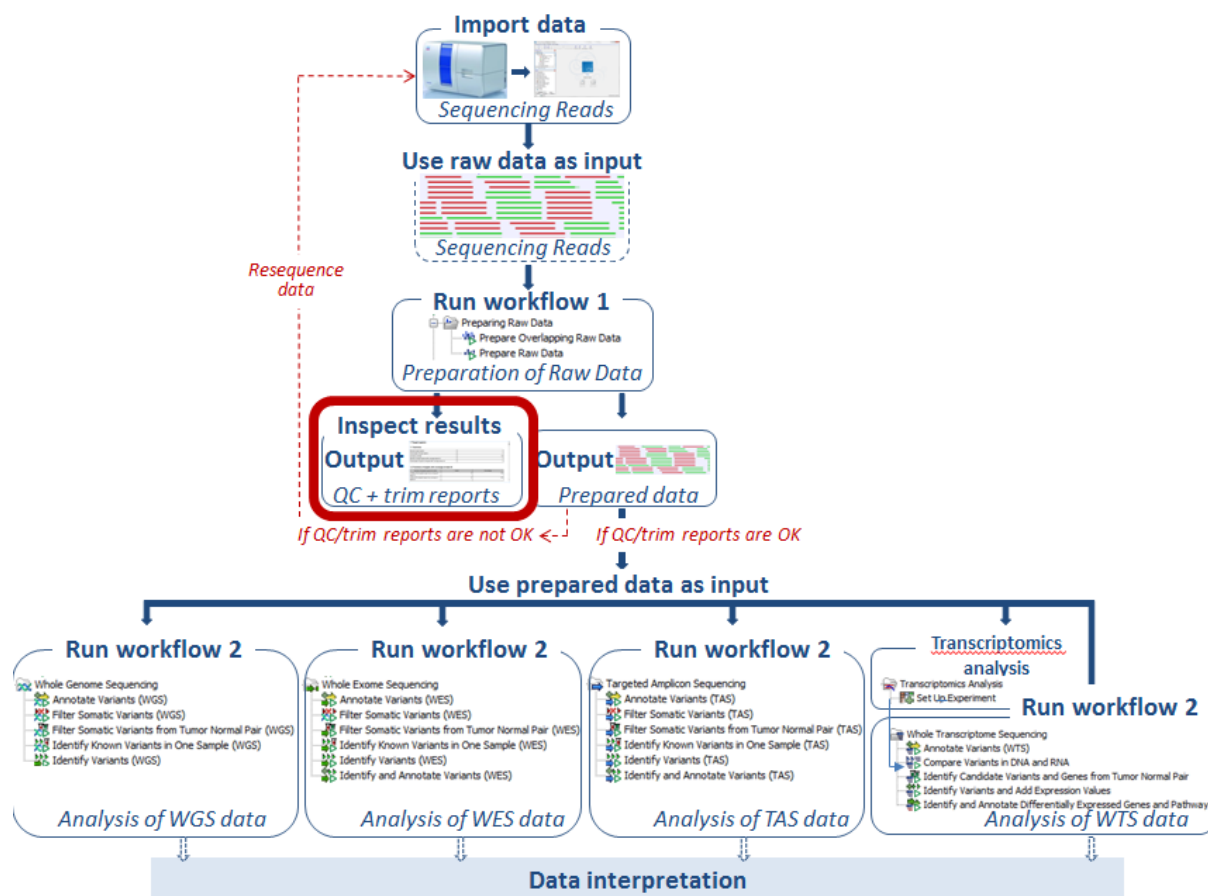 Import data
Sequencing Reads
Use raw data as input
Sequencing Reads
Resequence
data
Run workflow 1
Preparing Raw Data
Prepare Overlapping Raw Data
Prepare Raw Data
Preparation of Raw Data
Inspect results
Output
QC + trim reports
Output
Prepared data
If QC/trim reports are not OK
If QC/trim reports are OK
Use prepared data as input
Run workflow 2
Whole Genome Sequencing
Annotate Variants (WGS)
Filter Somatic Variants (WGS)
Filter Somatic Variants from Tumor Normal Pair (WGS)
Identify Known Variants in One Sample (WGS)
Identify Variants (WGS)
Analysis of WGS data
Run workflow 2
Whole Exome Sequencing
Annotate Variants (WES)
Filter Somatic Variants (WES)
Filter Somatic Variants from Tumor Normal Pair (WES)
Identify Known Variants in One Sample (WES)
Identify Variants (WES)
Identify and Annotate Variants (WES)
Analysis of WES data
Run workflow 2
Targeted Amplicon Sequencing
Annotate Variants (TAS)
Filter Somatic Variants (TAS)
Filter Somatic Variants from Tumor Normal Pair (TAS)
Identify Known Variants in One Sample (TAS)
Identify Variants (TAS)
Identify and Annotate Variants (TAS)
Analysis of TAS data
Transcriptomics
analysis
Transcriptomics Analysis
Set Up Experiment
Run workflow 2
Whole Transcriptome Sequencing
Annotate Variants (WTS)
Compare Variants in DNA and RNA
Identify Candidate Variants and Genes from Tumor Normal Pair
Identify Variants and Add Expression Values
Identify and Annotate Differentially Expressed Genes and Pathway
Analysis of WTS data
Data interpretation